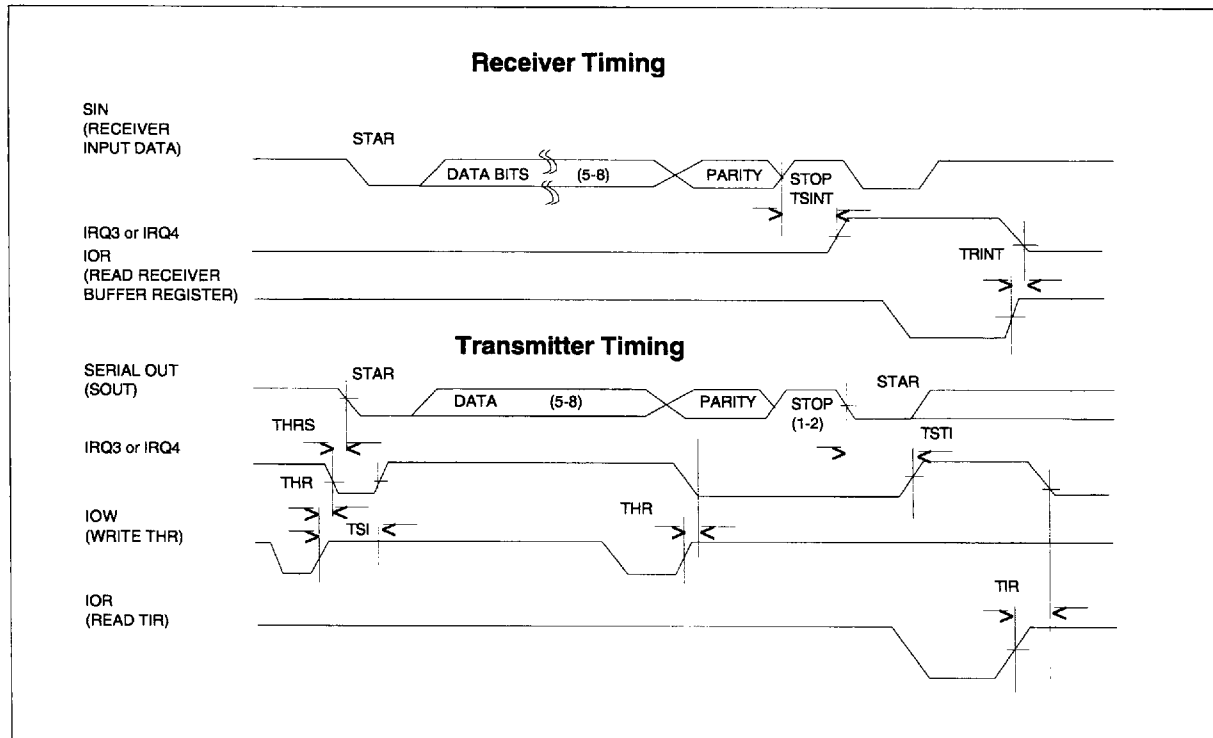 Receiver Timing
SIN
(RECEIVER
INPUT DATA)
STAR
DATA BITS (5-8)
PARITY
STOP
TSINT
IRQ3 or IRQ4
IOR
(READ RECEIVER
BUFFER REGISTER)
TRINT
Transmitter Timing
SERIAL OUT
(SOUT)
STAR
DATA (5-8)
PARITY
STOP
(1-2)
STAR
THRS
TSTI
IRQ3 or IRQ4
THR
THR
IOW
(WRITE THR)
TSI
IOR
(READ TIR)
TIR